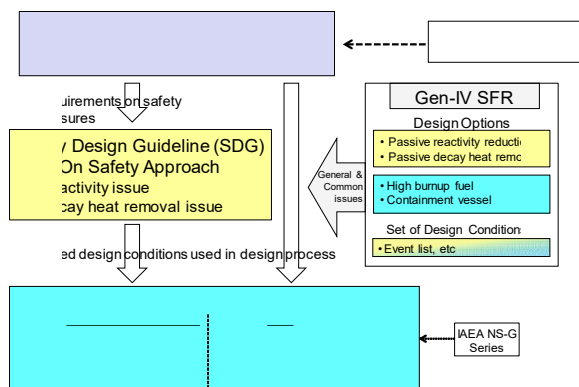 uirements on safety
sures
y Design Guideline (SDG)
On Safety Approach
activity issue
cay heat removal issue
ed design conditions used in design process
General &
Common
issues
Gen-IV SFR
Design Options
• Passive reactivity reductio
• Passive decay heat remo
• High burnup fuel
• Containment vessel
Set of Design Conditions
• Event list, etc
IAEA NS-G
Series